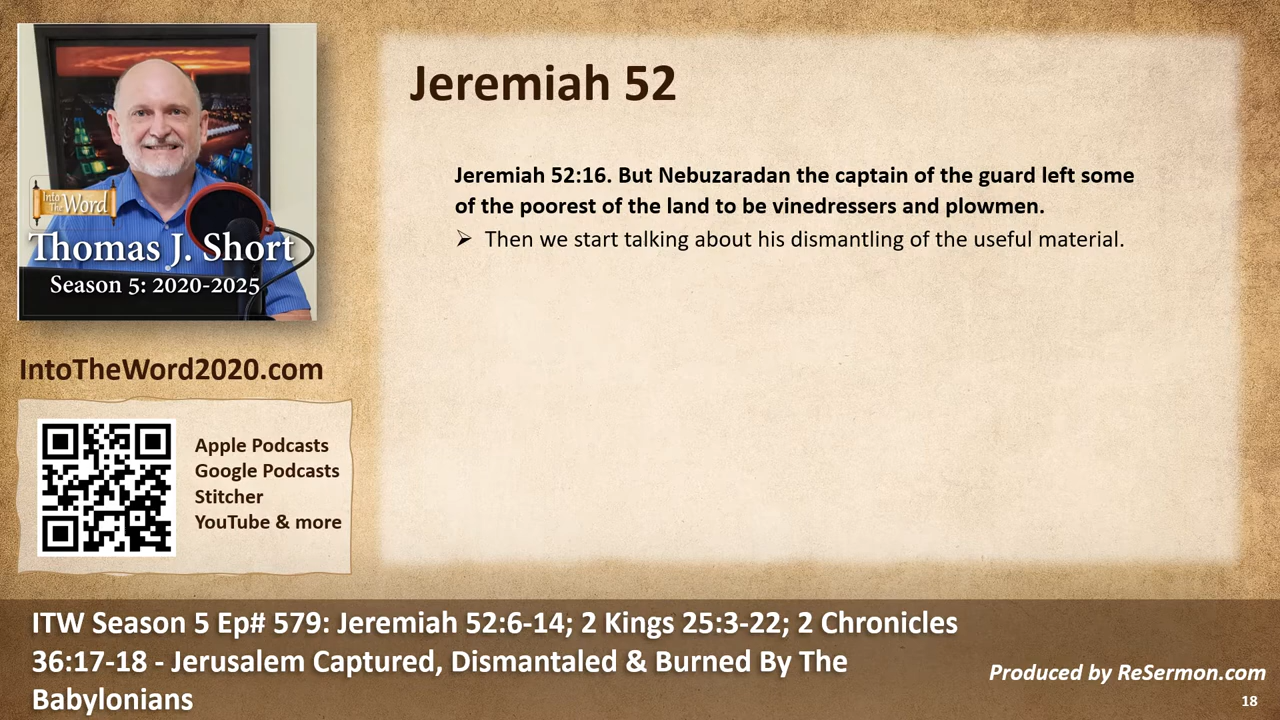 Into
The Word
Thomas J. Short
Season 5: 2020-2025
IntoTheWord2020.com
Apple Podcasts
Google Podcasts
Stitcher
YouTube & more
Jeremiah 52
Jeremiah 52:16. But Nebuzaradan the captain of the guard left some
of the poorest of the land to be vinedressers and plowmen.
➢ Then we start talking about his dismantling of the useful material.
ITW Season 5 Ep# 579: Jeremiah 52:6-14; 2 Kings 25:3-22; 2 Chronicles
36:17-18 - Jerusalem Captured, Dismantaled & Burned By The
Babylonians
Produced by ReSermon.com
18